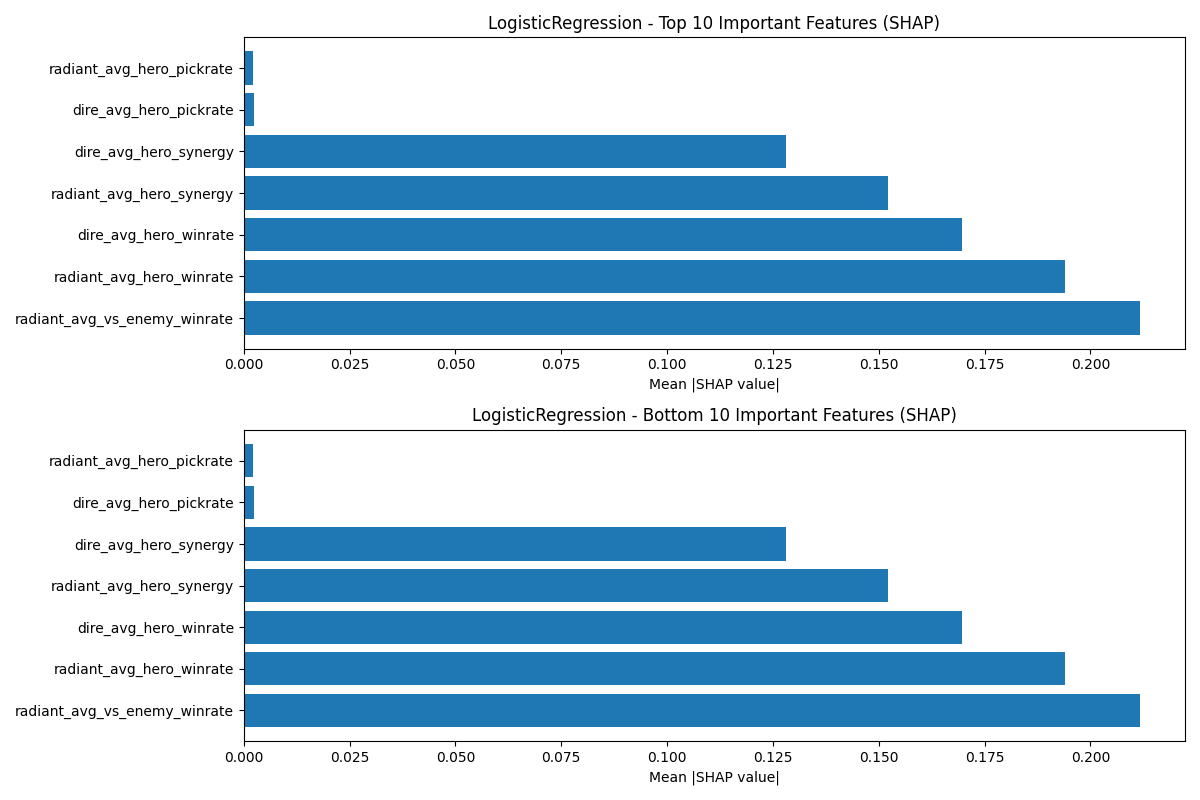 LogisticRegression - Top 10 Important Features (SHAP)
radiant_avg_hero_pickrate
dire_avg_hero_pickrate
dire_avg_hero_synergy
radiant_avg_hero_synergy
dire_avg_hero_winrate
radiant_avg_hero_winrate
radiant_avg_vs_enemy_winrate
0.000 0.025 0.050 0.075 0.100 0.125 0.150 0.175 0.200
Mean |SHAP value|
LogisticRegression - Bottom 10 Important Features (SHAP)
radiant_avg_hero_pickrate
dire_avg_hero_pickrate
dire_avg_hero_synergy
radiant_avg_hero_synergy
dire_avg_hero_winrate
radiant_avg_hero_winrate
radiant_avg_vs_enemy_winrate
0.000 0.025 0.050 0.075 0.100 0.125 0.150 0.175 0.200
Mean |SHAP value|